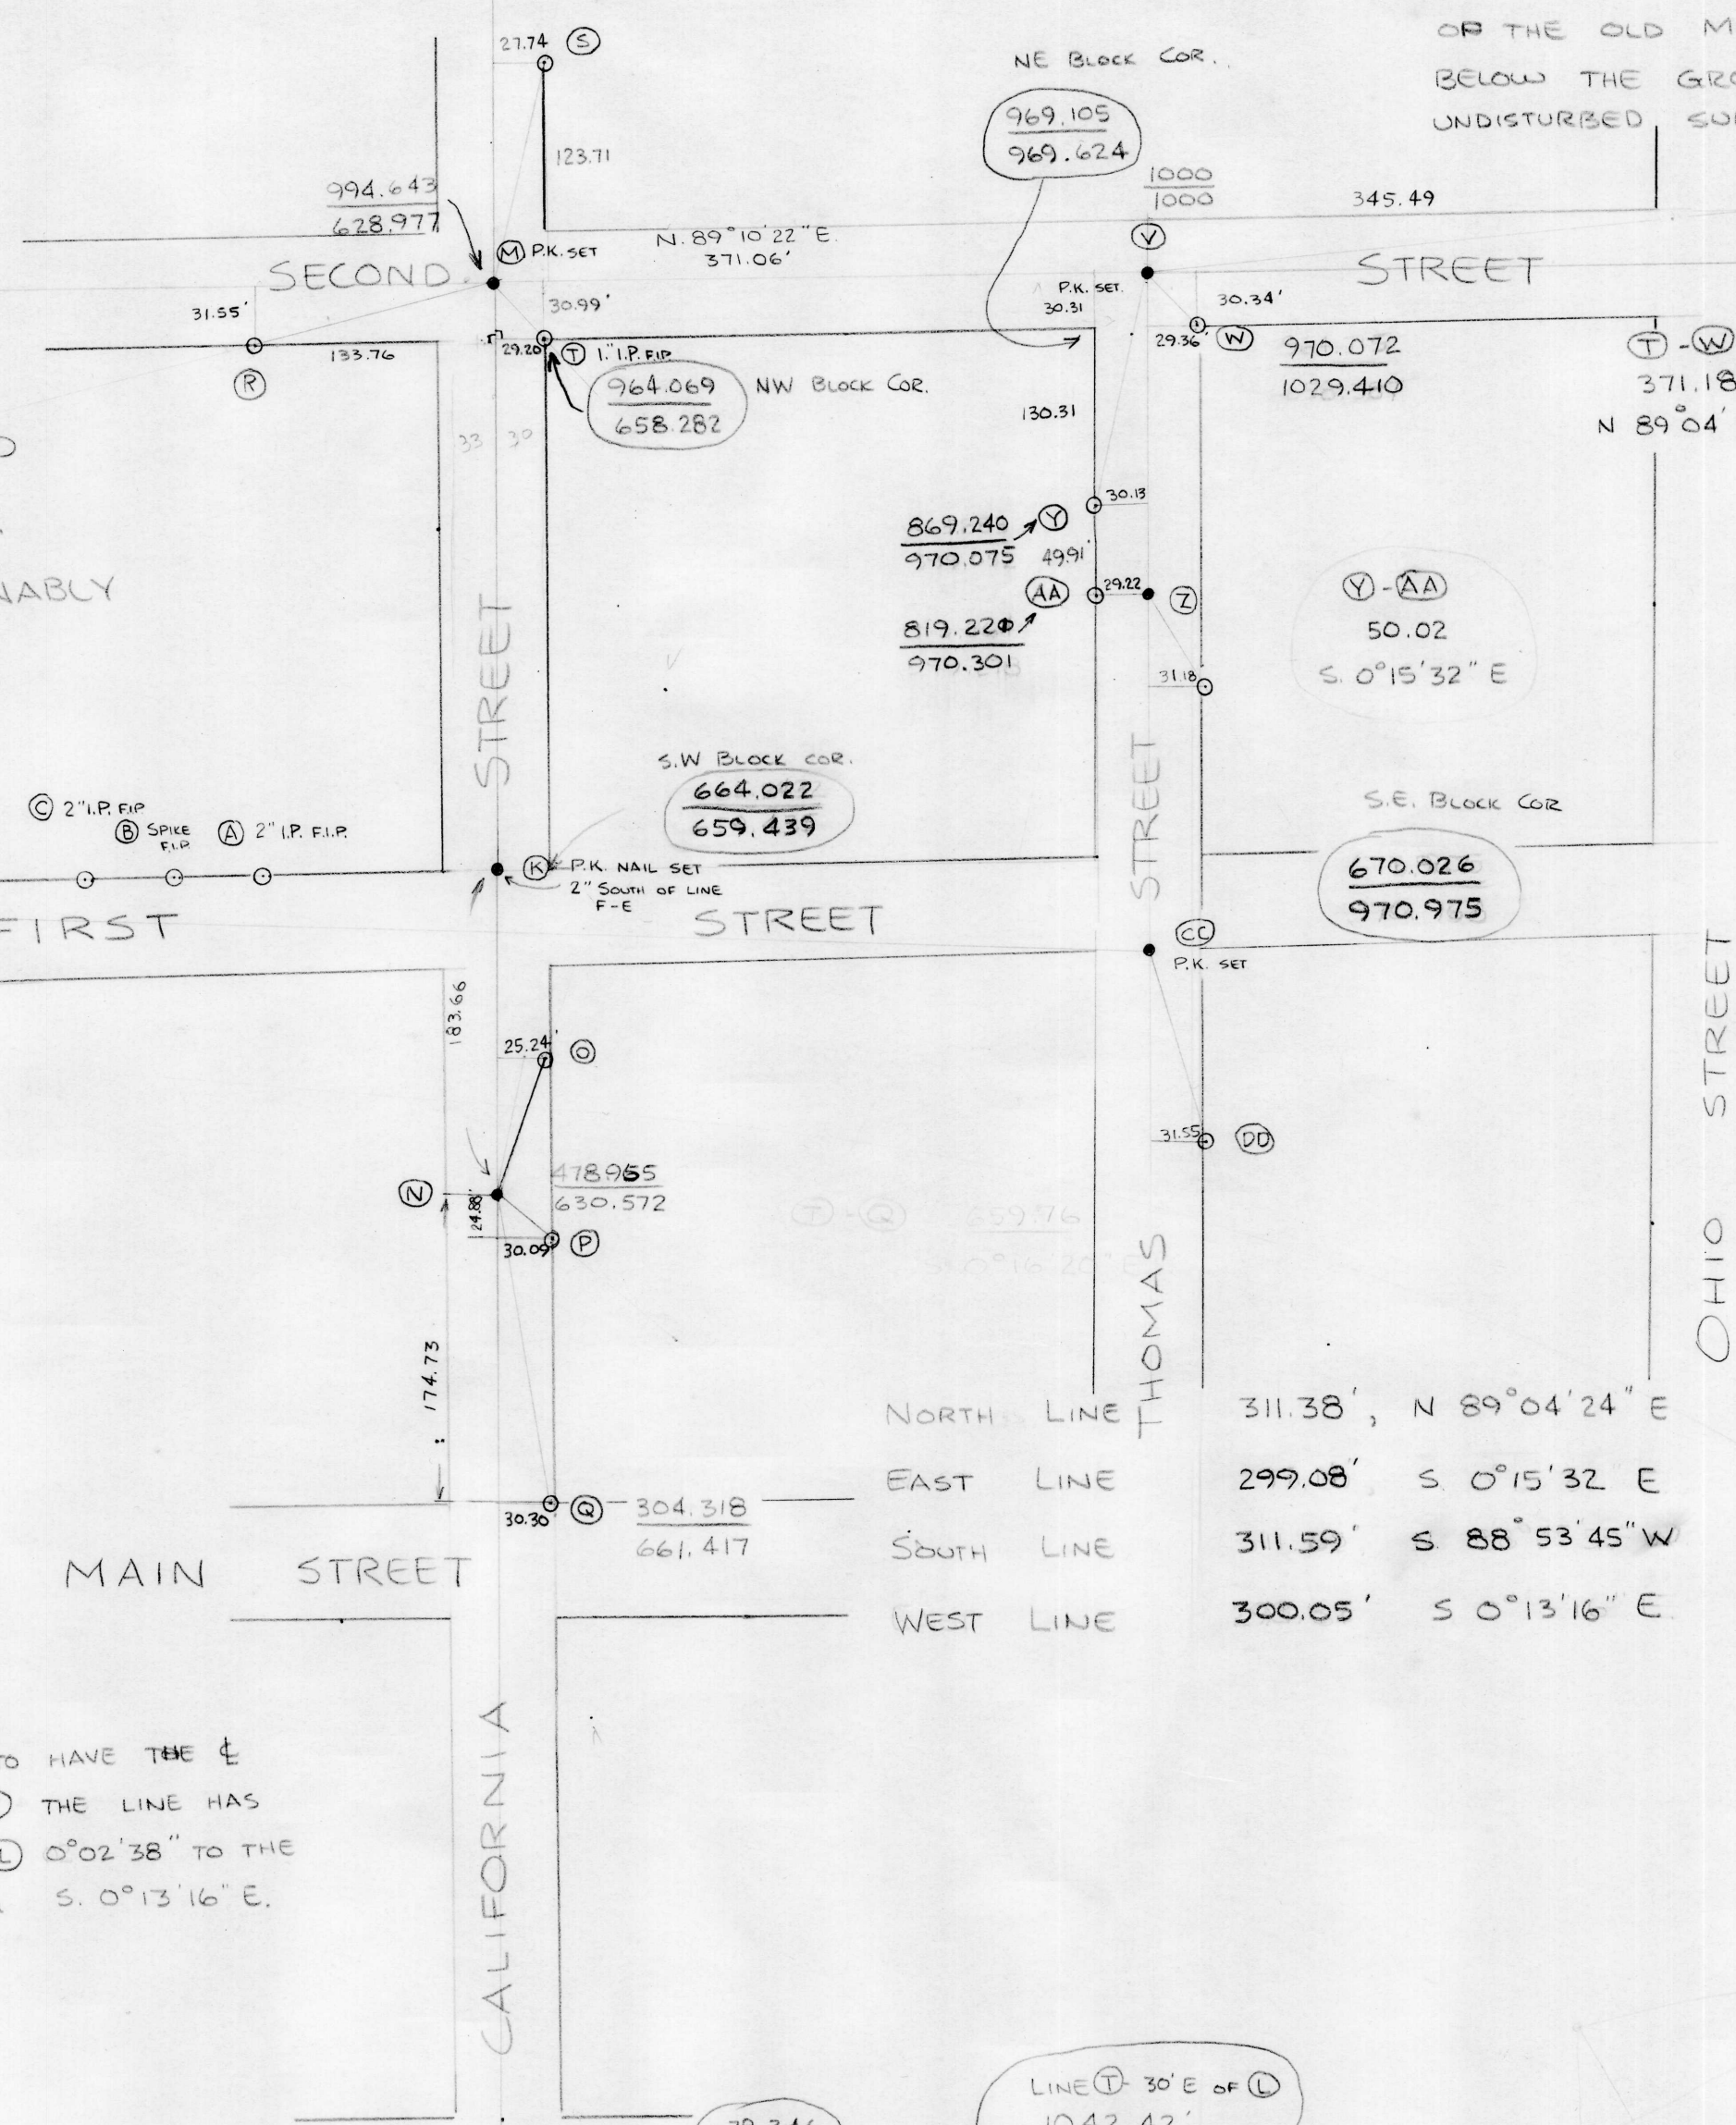 27.74 Ⓢ
NE BLOCK COR.
OF THE OLD M
BELOW THE GRO
UNDISTURBED SU
969.105
969.624
123.71
994.643
628.977
1000
1000
345.49
Ⓥ
Ⓜ P.K. SET
N. 89°10'22" E.
371.06'
SECOND
STREET
31.55'
30.99'
P.K. SET.
30.31
30.34'
133.76
29.20
Ⓣ 1" I.P. F.I.P.
29.36' Ⓦ
970.072
1029.410
Ⓣ-Ⓦ
371.18
N 89°04'
Ⓡ
964.069
658.282
NW BLOCK COR.
33 30
130.31
30.13
869.240
970.075
Ⓨ
49.91'
NABLY
AA
29.22
Ⓩ
819.220
970.301
Ⓨ-AA
50.02
S. 0°15'32" E
31.18
STREET
S.W BLOCK COR.
664.022
659.439
STREET
S.E. BLOCK COR
670.026
970.975
Ⓒ 2" I.P. F.I.P.
Ⓑ SPIKE F.I.P.
Ⓐ 2" I.P. F.I.P.
Ⓚ P.K. NAIL SET
2" SOUTH OF LINE
F-E
FIRST
STREET
CC
P.K. SET
183.66
25.24' Ⓞ
31.55 DD
STREET
Ⓝ
478.955
630.572
24.88'
30.09' Ⓟ
Ⓣ-Ⓠ 659.76
S. 0°16'20" E
OHIO
174.73
THOMAS
NORTH LINE 311.38', N 89°04'24" E
EAST LINE 299.08' S. 0°15'32 E
SOUTH LINE 311.59' S. 88°53'45" W
WEST LINE 300.05' S 0°13'16" E.
30.30 Ⓠ
304.318
661.417
MAIN STREET
CALIFORNIA
TO HAVE THE ℄
THE LINE HAS
Ⓛ 0°02'38" TO THE
S. 0°13'16" E.
LINE Ⓣ- 30' E OF Ⓛ
1042.42'